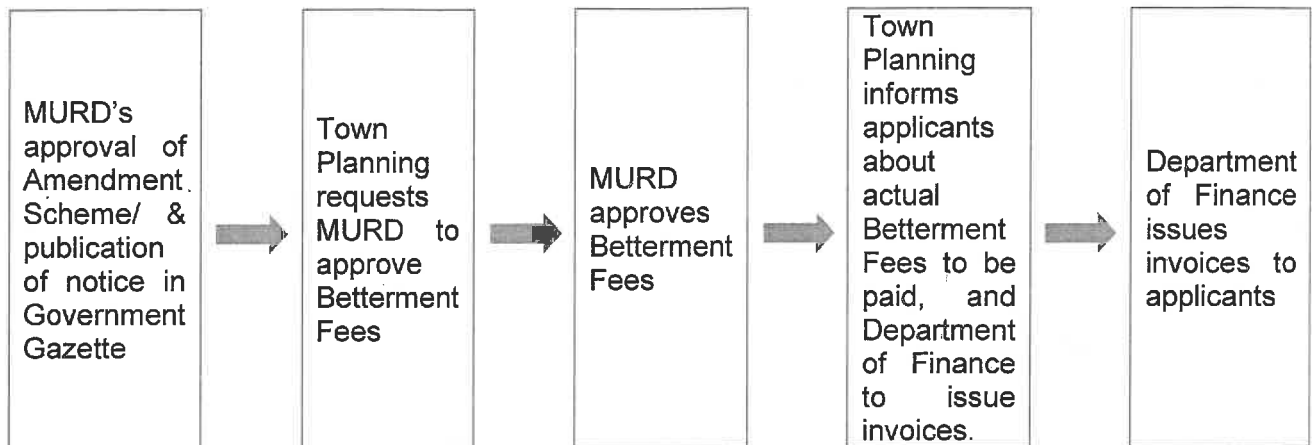 MURD's
approval of
Amendment
Scheme/ &
publication
of notice in
Government
Gazette
Town
Planning
requests
MURD to
approve
Betterment
Fees
MURD
approves
Betterment
Fees
Town
Planning
informs
applicants
about
actual
Betterment
Fees to be
paid, and
Department
of Finance
to issue
invoices.
Department
of Finance
issues
invoices to
applicants